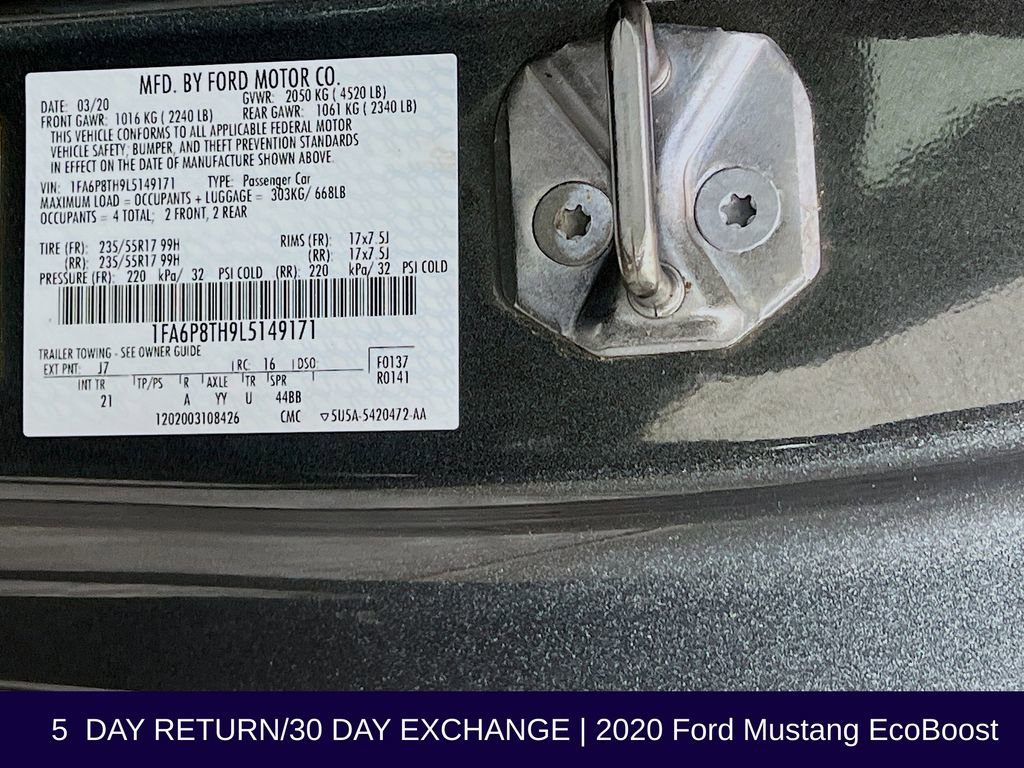 MFD. BY FORD MOTOR CO.
DATE: 03/20 GVWR: 2050 KG ( 4520 LB)
FRONT GAWR: 1016 KG ( 2240 LB) REAR GAWR: 1061 KG ( 2340 LB)
THIS VEHICLE CONFORMS TO ALL APPLICABLE FEDERAL MOTOR
VEHICLE SAFETY, BUMPER, AND THEFT PREVENTION STANDARDS
IN EFFECT ON THE DATE OF MANUFACTURE SHOWN ABOVE.
VIN: 1FA6P8TH9L5149171 TYPE: Passenger Car
MAXIMUM LOAD = OCCUPANTS + LUGGAGE = 303KG/ 668LB
OCCUPANTS = 4 TOTAL; 2 FRONT, 2 REAR
TIRE (FR): 235/55R17 99H RIMS (FR): 17x7.5J
(RR): 235/55R17 99H (RR): 17x7.5J
PRESSURE (FR): 220 kPa/ 32 PSI COLD (RR): 220 kPa/ 32 PSI COLD
1FA6P8TH9L5149171
TRAILER TOWING - SEE OWNER GUIDE
EXT PNT: J7 RC: 16 DSO: F0137
INT TR TP/PS R AXLE TR SPR R0141
21 A YY U 44BB
1202003108426 CMC ▽5U5A-5420472-AA
5 DAY RETURN/30 DAY EXCHANGE | 2020 Ford Mustang EcoBoost